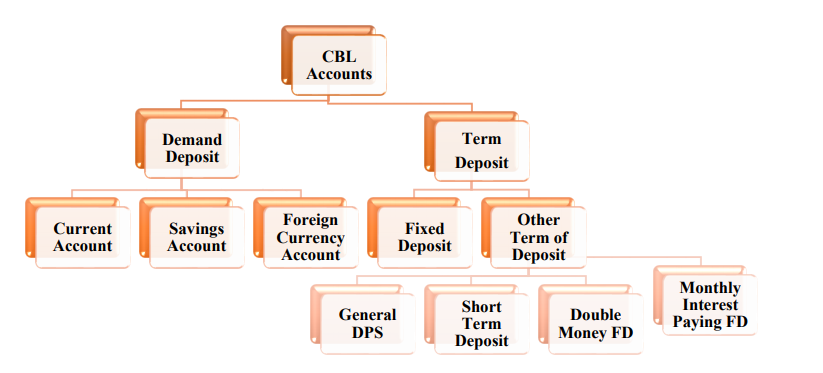 CBL
Accounts
Demand
Deposit
Term
Deposit
Current
Account
Savings
Account
Foreign
Currency
Account
Fixed
Deposit
Other
Term of
Deposit
General
DPS
Short
Term
Deposit
Double
Money FD
Monthly
Interest
Paying FD